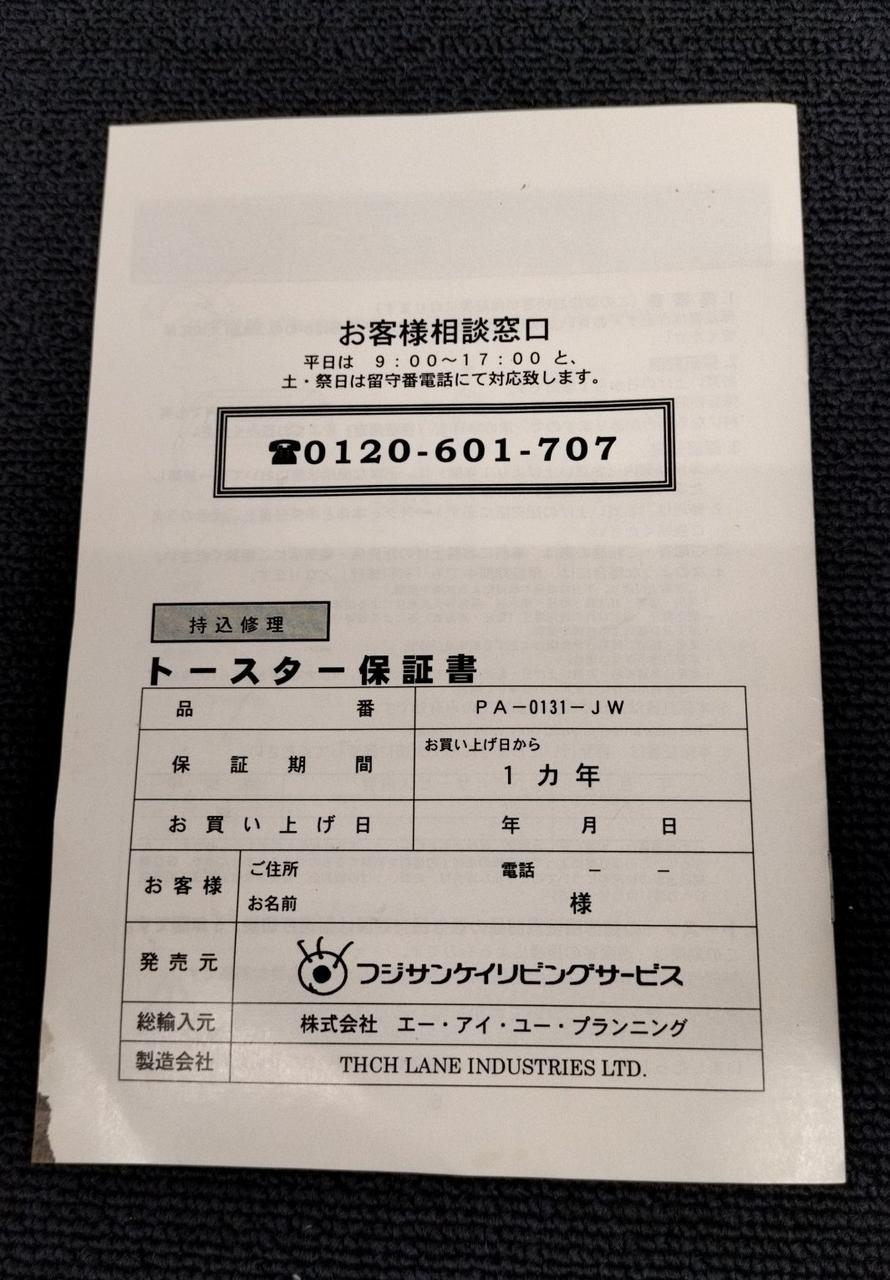 お客様相談窓口
平日は 9:00～17:00 と、
土・祭日は留守番電話にて対応致します。
☎0120-601-707
持込修理
トースター保証書
品番 PA－0131－JW
保証期間 お買い上げ日から
1カ年
お買い上げ日 年 月 日
お客様 ご住所 電話 － －
お名前 様
発売元 フジサンケイリビングサービス
総輸入元 株式会社 エー・アイ・ユー・プランニング
製造会社 THCH LANE INDUSTRIES LTD.